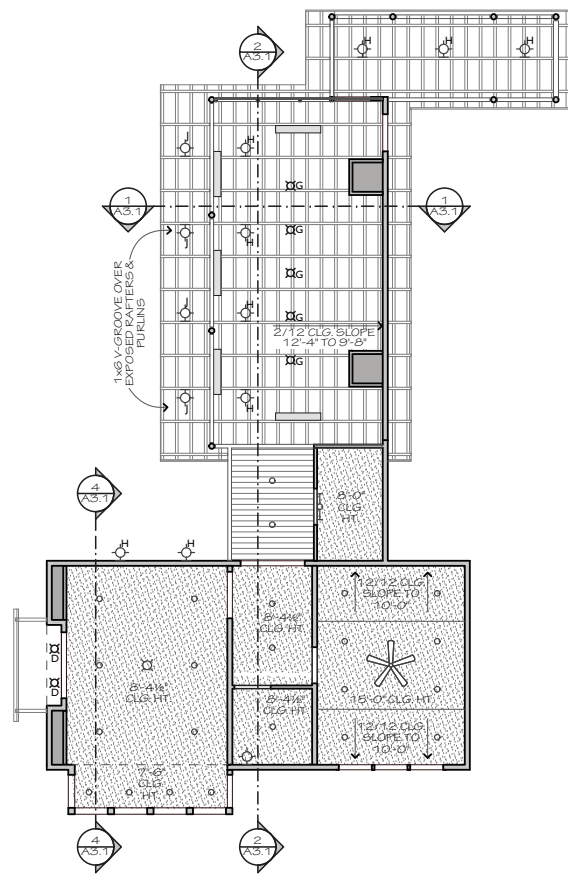 H
H
H
2
A3.1
J
H
G
1
A3.1
1
A3.1
G
J
H
G
1x6 V-GROOVE OVER
EXPOSED RAFTERS &
PURLINS
J
H
G
2/12 CLG. SLOPE
12'-4" TO 9'-8"
G
J
H
4
A3.1
8'-0"
CLG.
HT.
H
H
12/12 CLG.
SLOPE TO
10'-0"
8'-4½"
CLG. HT.
D
D
8'-4½"
CLG. HT.
15'-0" CLG. HT.
8'-4½"
CLG. HT.
12/12 CLG.
SLOPE TO
10'-0"
7'-6"
CLG.
HT.
4
A3.1
2
A3.1